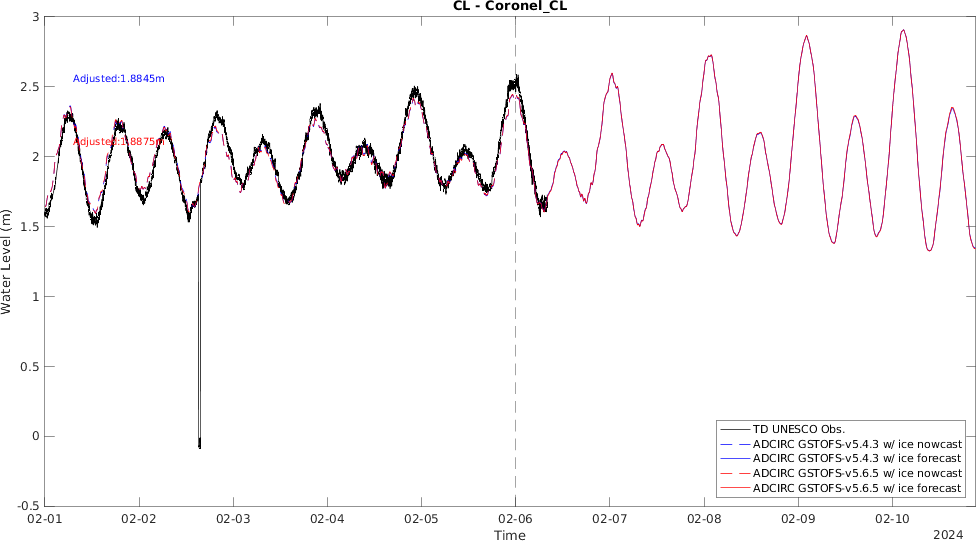 CL - Coronel_CL
3
2.5
2
1.5
1
0.5
0
-0.5
Water Level (m)
Adjusted:1.8845m
Adjusted:1.8875m
TD UNESCO Obs.
ADCIRC GSTOFS-v5.4.3 w/ ice nowcast
ADCIRC GSTOFS-v5.4.3 w/ ice forecast
ADCIRC GSTOFS-v5.6.5 w/ ice nowcast
ADCIRC GSTOFS-v5.6.5 w/ ice forecast
02-01 02-02 02-03 02-04 02-05 02-06 02-07 02-08 02-09 02-10
Time
2024